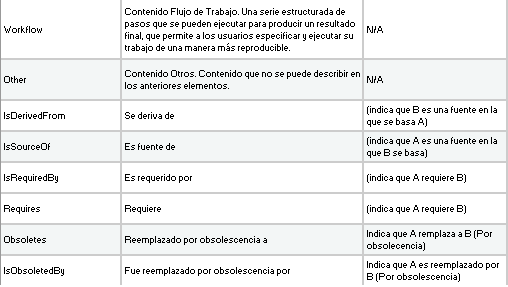 Workflow
Contenido Flujo de Trabajo. Una serie estructurada de
pasos que se pueden ejecutar para producir un resultado
final, que permite a los usuarios especificar y ejecutar su
trabajo de una manera más reproducible.
N/A
Other
Contenido Otros. Contenido que no se puede describir en
los anteriores elementos.
N/A
IsDerivedFrom
Se deriva de
(indica que B es una fuente en la
que se basa A)
IsSourceOf
Es fuente de
(indica que A es una fuente en la
que B se basa)
IsRequiredBy
Es requerido por
(indica que A requiere B)
Requires
Requiere
(indica que A requiere B)
Obsoletes
Reemplazado por obsolescencia a
Indica que A remplaza a B (Por
obsolecencia)
IsObsoletedBy
Fue reemplazado por obsolescencia por
Indica que A es reemplazado por
B (Por obsolescencia)